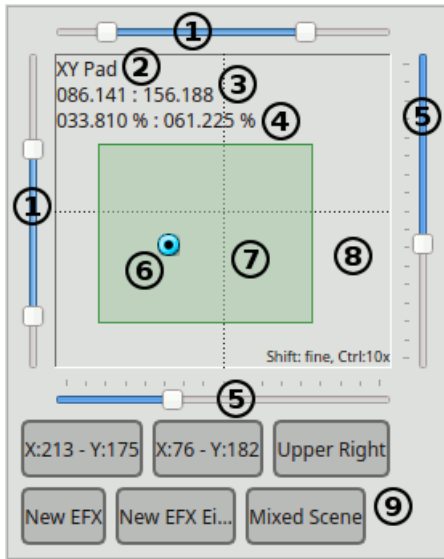 ①
XY Pad ②
086.141 : 156.188 ③
033.810 % : 061.225 % ④
⑤
①
⑥ ⑦ ⑧
Shift: fine, Ctrl:10x
⑤
X:213 - Y:175 X:76 - Y:182 Upper Right
New EFX New EFX Ei... Mixed Scene ⑨